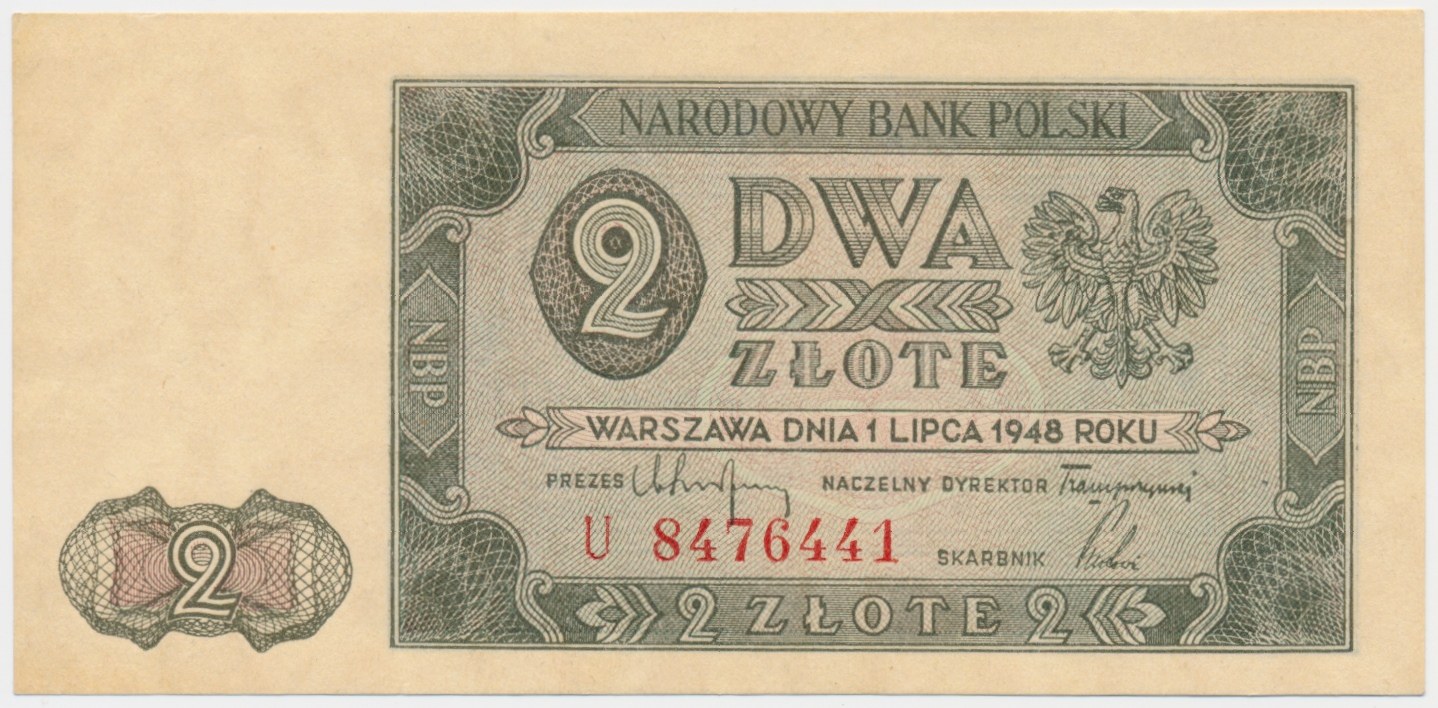 NARODOWY BANK POLSKI
2
DWA
ZŁOTE
NBP
NBP
WARSZAWA DNIA 1 LIPCA 1948 ROKU
PREZES NACZELNY DYREKTOR
U 8476441 SKARBNIK
2 ZŁOTE 2
2